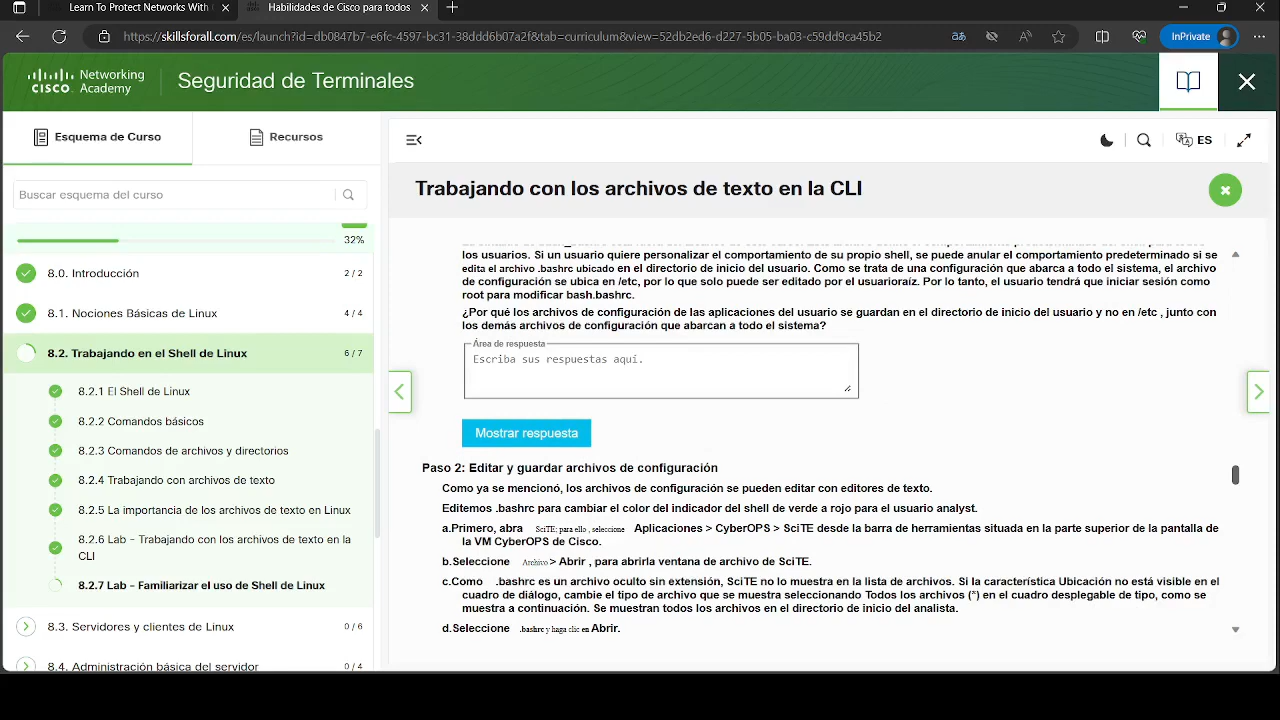 Learn To Protect Networks With
Habilidades de Cisco para todos
https://skillsforall.com/es/launch?id=db0847b7-e6fc-4597-bc31-38ddd6b07a2f&tab=curriculum&view=52db2ed6-d227-5b05-ba03-c59dd9ca45b2
InPrivate
Networking
CISCO Academy
Seguridad de Terminales
Esquema de Curso
Recursos
ES
Buscar esquema del curso
Trabajando con los archivos de texto en la CLI
32%
8.0. Introducción 2 / 2
8.1. Nociones Básicas de Linux 4 / 4
8.2. Trabajando en el Shell de Linux 6 / 7
8.2.1 El Shell de Linux
8.2.2 Comandos básicos
8.2.3 Comandos de archivos y directorios
8.2.4 Trabajando con archivos de texto
8.2.5 La importancia de los archivos de texto en Linux
8.2.6 Lab - Trabajando con los archivos de texto en la
CLI
8.2.7 Lab - Familiarizar el uso de Shell de Linux
8.3. Servidores y clientes de Linux 0 / 6
8.4. Administración básica del servidor 0 / 4
los usuarios. Si un usuario quiere personalizar el comportamiento de su propio shell, se puede anular el comportamiento predeterminado si se
edita el archivo .bashrc ubicado en el directorio de inicio del usuario. Como se trata de una configuración que abarca a todo el sistema, el archivo
de configuración se ubica en /etc, por lo que solo puede ser editado por el usuarioraíz. Por lo tanto, el usuario tendrá que iniciar sesión como
root para modificar bash.bashrc.
¿Por qué los archivos de configuración de las aplicaciones del usuario se guardan en el directorio de inicio del usuario y no en /etc , junto con
los demás archivos de configuración que abarcan a todo el sistema?
Área de respuesta
Escriba sus respuestas aquí.
Mostrar respuesta
Paso 2: Editar y guardar archivos de configuración
Como ya se mencionó, los archivos de configuración se pueden editar con editores de texto.
Editemos .bashrc para cambiar el color del indicador del shell de verde a rojo para el usuario analyst.
a.Primero, abra SciTE; para ello , seleccione Aplicaciones > CyberOPS > SciTE desde la barra de herramientas situada en la parte superior de la pantalla de
la VM CyberOPS de Cisco.
b.Seleccione Archivo > Abrir , para abrirla ventana de archivo de SciTE.
c.Como .bashrc es un archivo oculto sin extensión, SciTE no lo muestra en la lista de archivos. Si la característica Ubicación no está visible en el
cuadro de diálogo, cambie el tipo de archivo que se muestra seleccionando Todos los archivos (*) en el cuadro desplegable de tipo, como se
muestra a continuación. Se muestran todos los archivos en el directorio de inicio del analista.
d.Seleccione .bashrc y haga clic en Abrir.